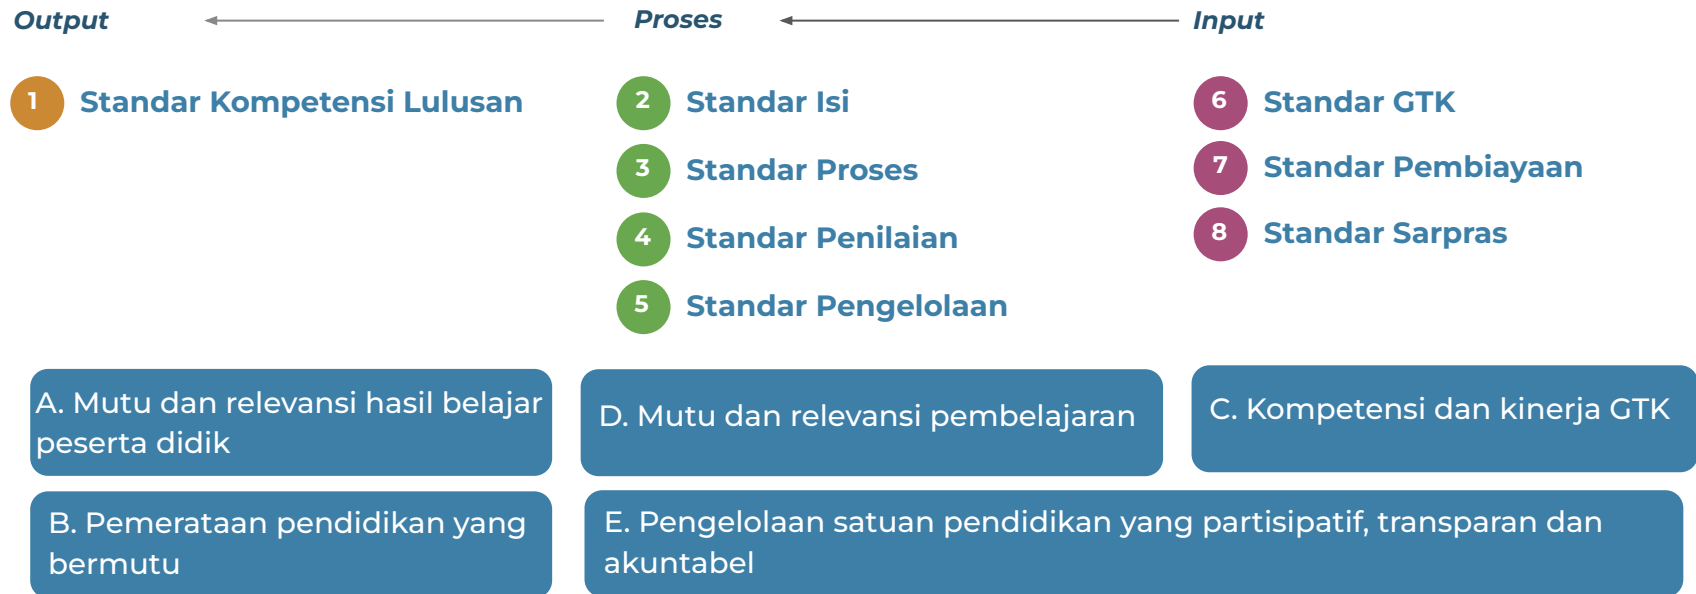 Output
Proses
Input
1 Standar Kompetensi Lulusan
2 Standar Isi
3 Standar Proses
4 Standar Penilaian
5 Standar Pengelolaan
6 Standar GTK
7 Standar Pembiayaan
8 Standar Sarpras
A. Mutu dan relevansi hasil belajar
peserta didik
D. Mutu dan relevansi pembelajaran
C. Kompetensi dan kinerja GTK
B. Pemerataan pendidikan yang
bermutu
E. Pengelolaan satuan pendidikan yang partisipatif, transparan dan
akuntabel